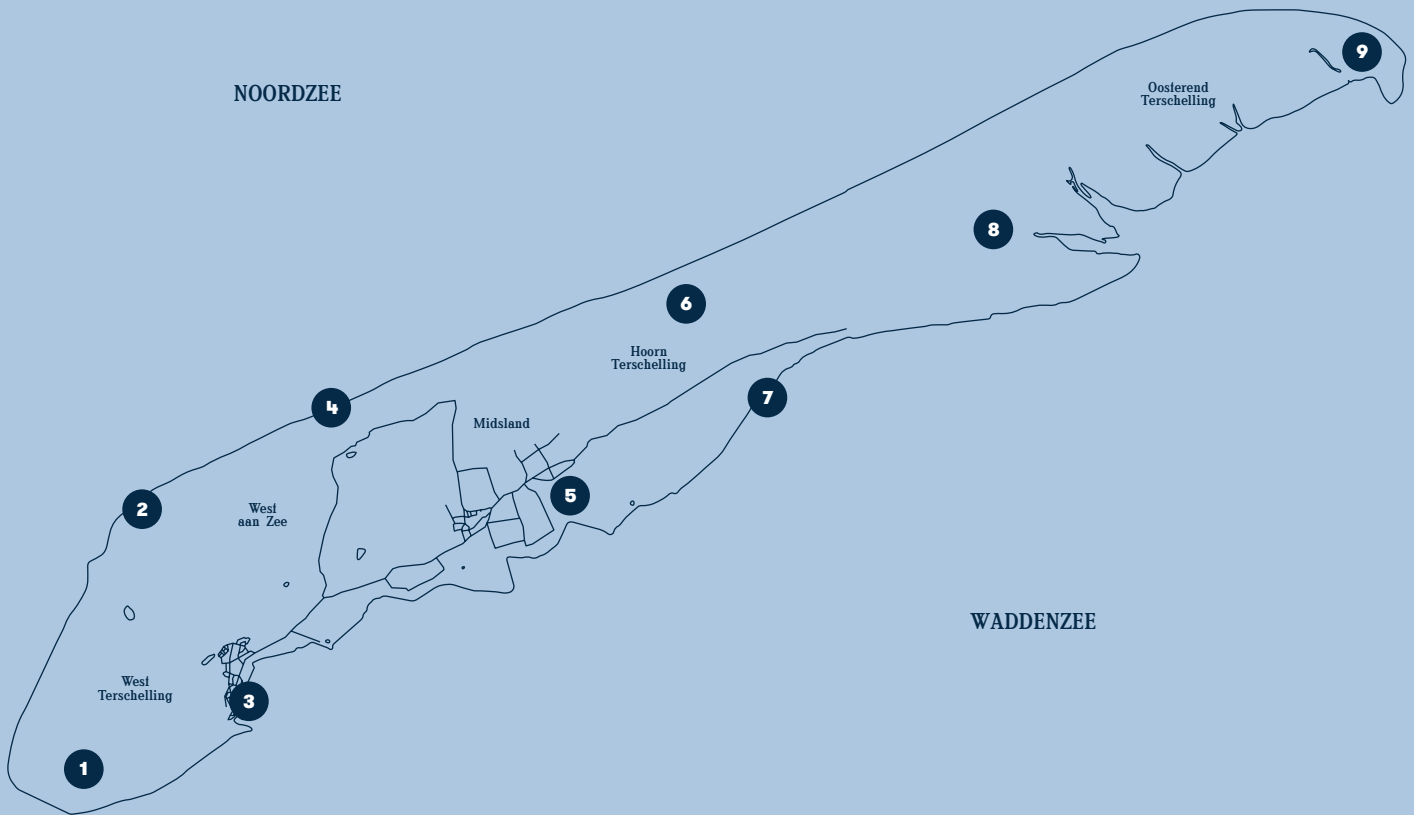 NOORDZEE
9
Oosterend
Terschelling
8
6
Hoorn
Terschelling
7
4
Midsland
5
2
West
aan Zee
WADDENZEE
West
Terschelling
3
1